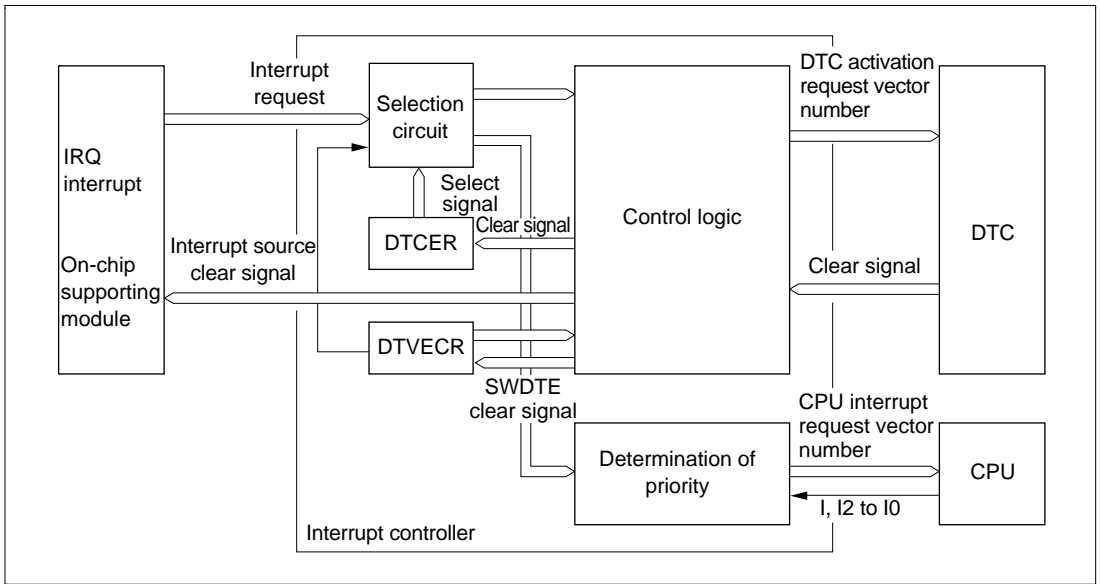 Interrupt
request
Selection
circuit
DTC activation
request vector
number
IRQ
interrupt
On-chip
supporting
module
Select
signal
DTCER
Clear signal
Control logic
DTC
Interrupt source
clear signal
Clear signal
DTVECR
SWDTE
clear signal
CPU interrupt
request vector
number
Determination of
priority
CPU
I, I2 to I0
Interrupt controller